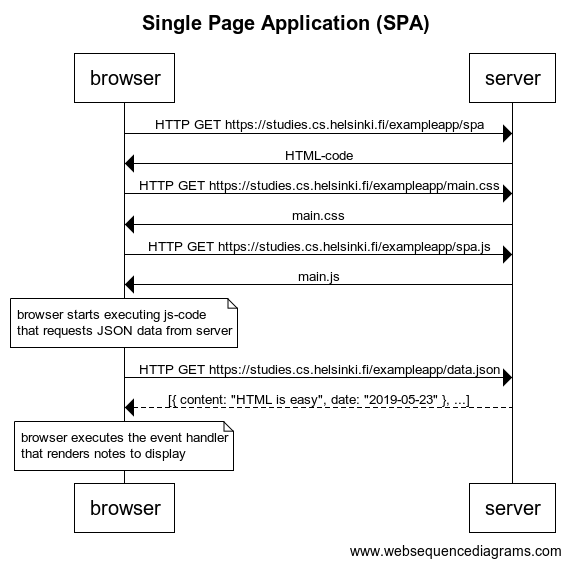 Single Page Application (SPA)
browser
server
HTTP GET https://studies.cs.helsinki.fi/exampleapp/spa
HTML-code
HTTP GET https://studies.cs.helsinki.fi/exampleapp/main.css
main.css
HTTP GET https://studies.cs.helsinki.fi/exampleapp/spa.js
main.js
browser starts executing js-code
that requests JSON data from server
HTTP GET https://studies.cs.helsinki.fi/exampleapp/data.json
[{ content: "HTML is easy", date: "2019-05-23" }, ...]
browser executes the event handler
that renders notes to display
browser
server
www.websequencediagrams.com